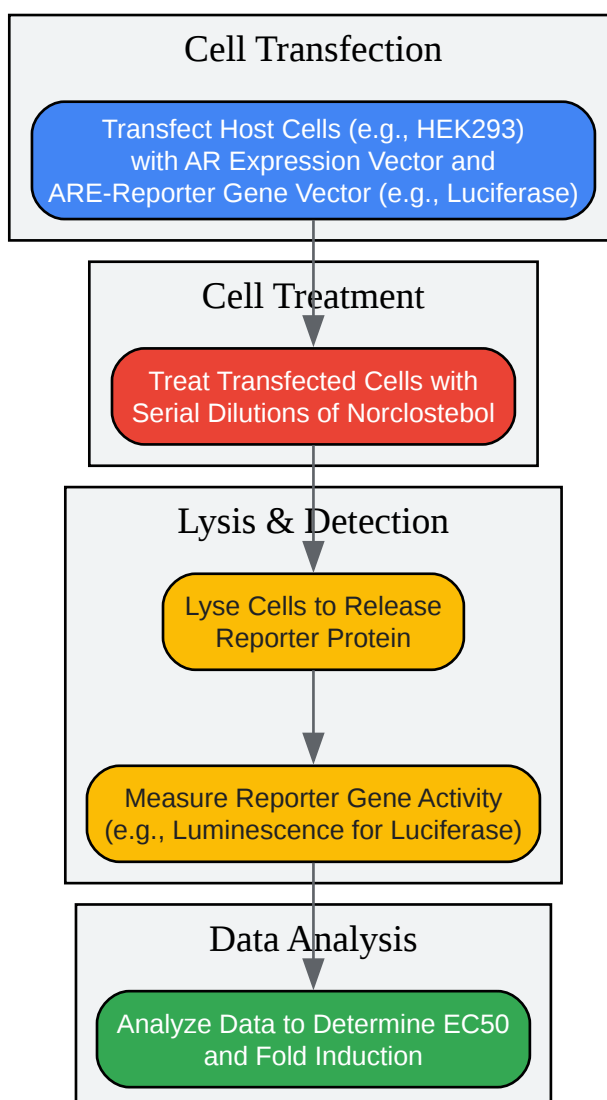 Cell Transfection
Transfect Host Cells (e.g., HEK293)
with AR Expression Vector and
ARE-Reporter Gene Vector (e.g., Luciferase)
Cell Treatment
Treat Transfected Cells with
Serial Dilutions of Norclostebol
Lysis & Detection
Lyse Cells to Release
Reporter Protein
Measure Reporter Gene Activity
(e.g., Luminescence for Luciferase)
Data Analysis
Analyze Data to Determine EC50
and Fold Induction